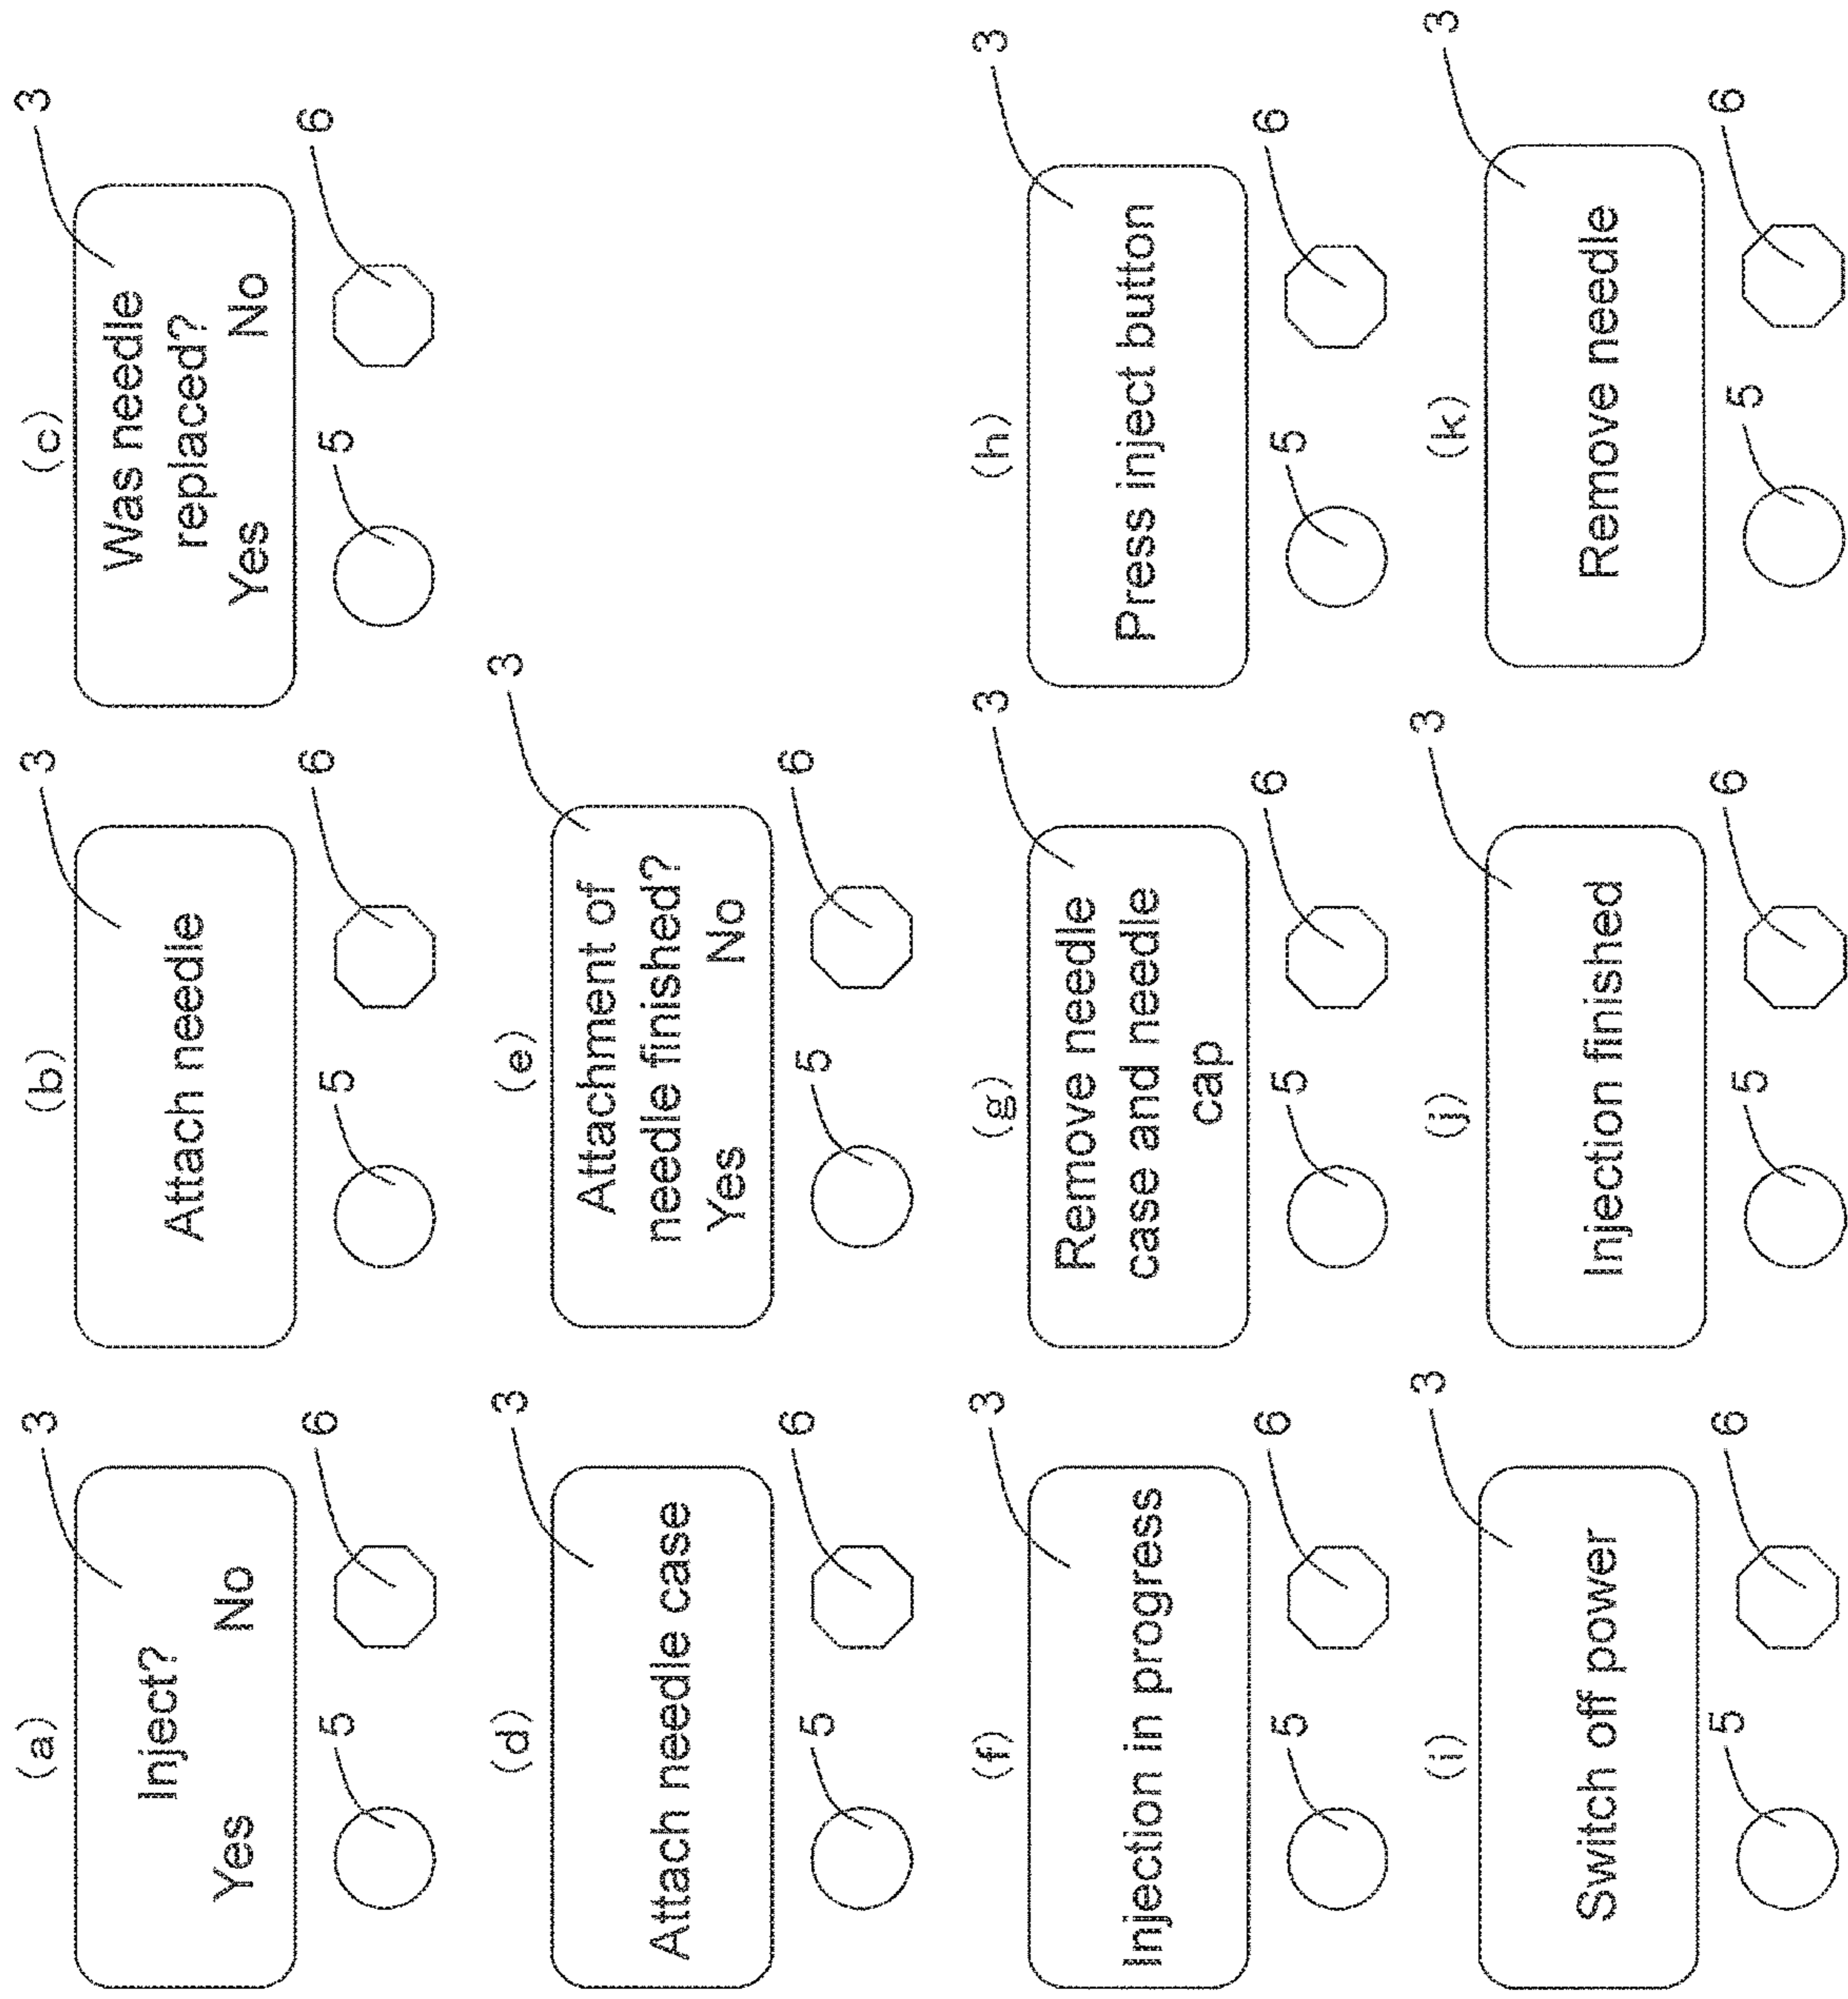 (a)
3
Inject?
Yes No
5
6
(b)
3
Attach needle
5
6
(c)
3
Was needle
replaced?
Yes No
5
6
(d)
3
Attach needle case
5
6
(e)
3
Attachment of
needle finished?
Yes No
5
6
(f)
3
Injection in progress
5
6
(g)
3
Remove needle
case and needle
cap
5
6
(h)
3
Press inject button
5
6
(i)
3
Switch off power
5
6
(j)
3
Injection finished
5
6
(k)
3
Remove needle
5
6